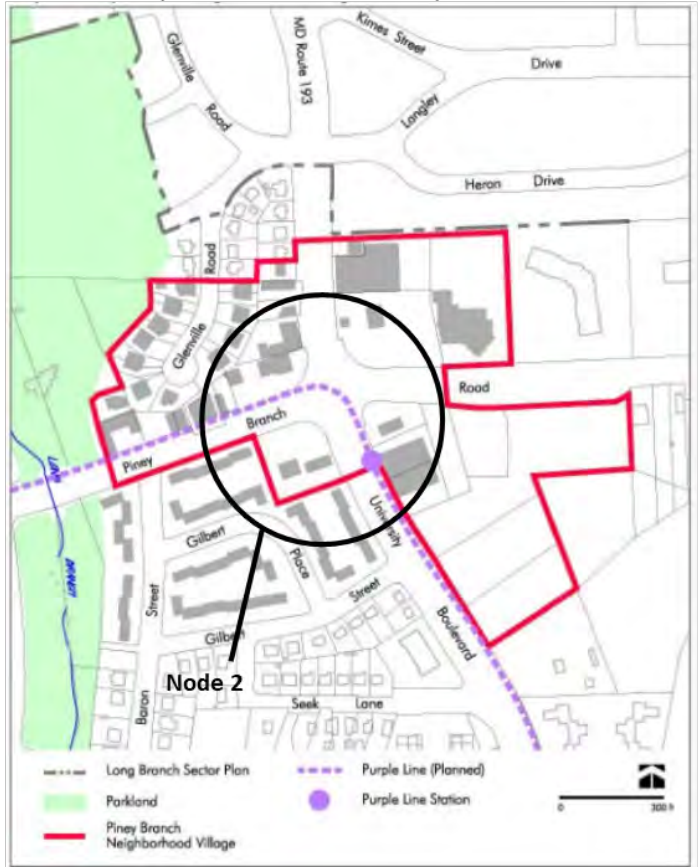 Glenville
Road
MD Route 193
Kimes Street
Langley
Drive
Heron Drive
Road
Glenville
Road
Branch
Piney
University
Boulevard
Gilbert
Place
Street
Street
Gilbert
Baron
Seek Lane
Node 2
Long Branch Sector Plan
Parkland
Piney Branch
Neighborhood Village
Purple Line (Planned)
Purple Line Station
0 300 ft